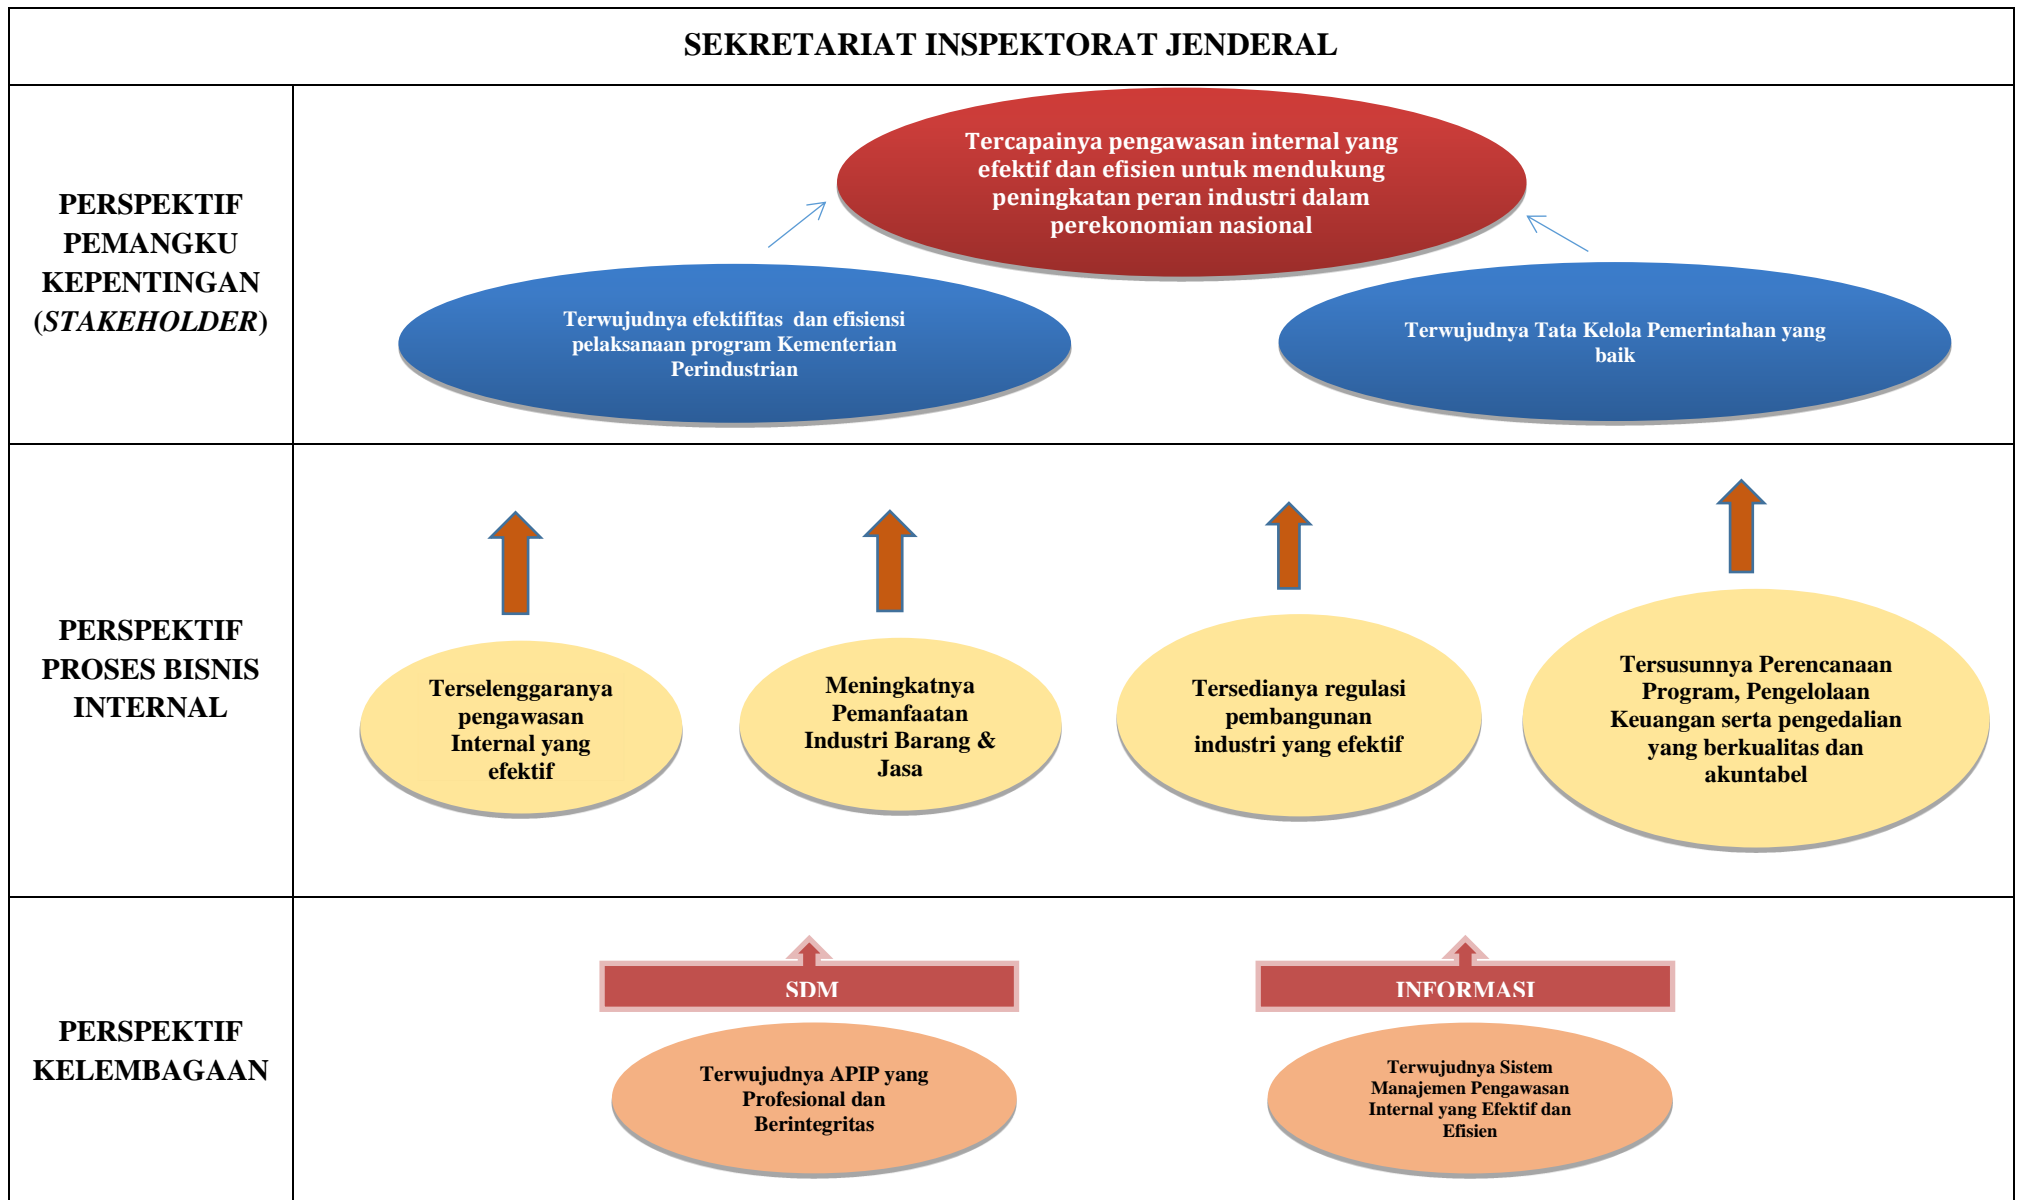 SEKRETARIAT INSPEKTORAT JENDERAL
PERSPEKTIF
PEMANGKU
KEPENTINGAN
(STAKEHOLDER)
Tercapainya pengawasan internal yang
efektif dan efisien untuk mendukung
peningkatan peran industri dalam
perekonomian nasional
Terwujudnya efektifitas dan efisiensi
pelaksanaan program Kementerian
Perindustrian
Terwujudnya Tata Kelola Pemerintahan yang
baik
PERSPEKTIF
PROSES BISNIS
INTERNAL
Terselenggaranya
pengawasan
Internal yang
efektif
Meningkatnya
Pemanfaatan
Industri Barang &
Jasa
Tersedianya regulasi
pembangunan
industri yang efektif
Tersusunnya Perencanaan
Program, Pengelolaan
Keuangan serta pengedalian
yang berkualitas dan
akuntabel
PERSPEKTIF
KELEMBAGAAN
SDM
Terwujudnya APIP yang
Profesional dan
Berintegritas
INFORMASI
Terwujudnya Sistem
Manajemen Pengawasan
Internal yang Efektif dan
Efisien